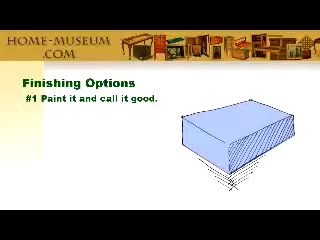 HOME-MUSEUM
.COM
Finishing Options
#1 Paint it and call it good.